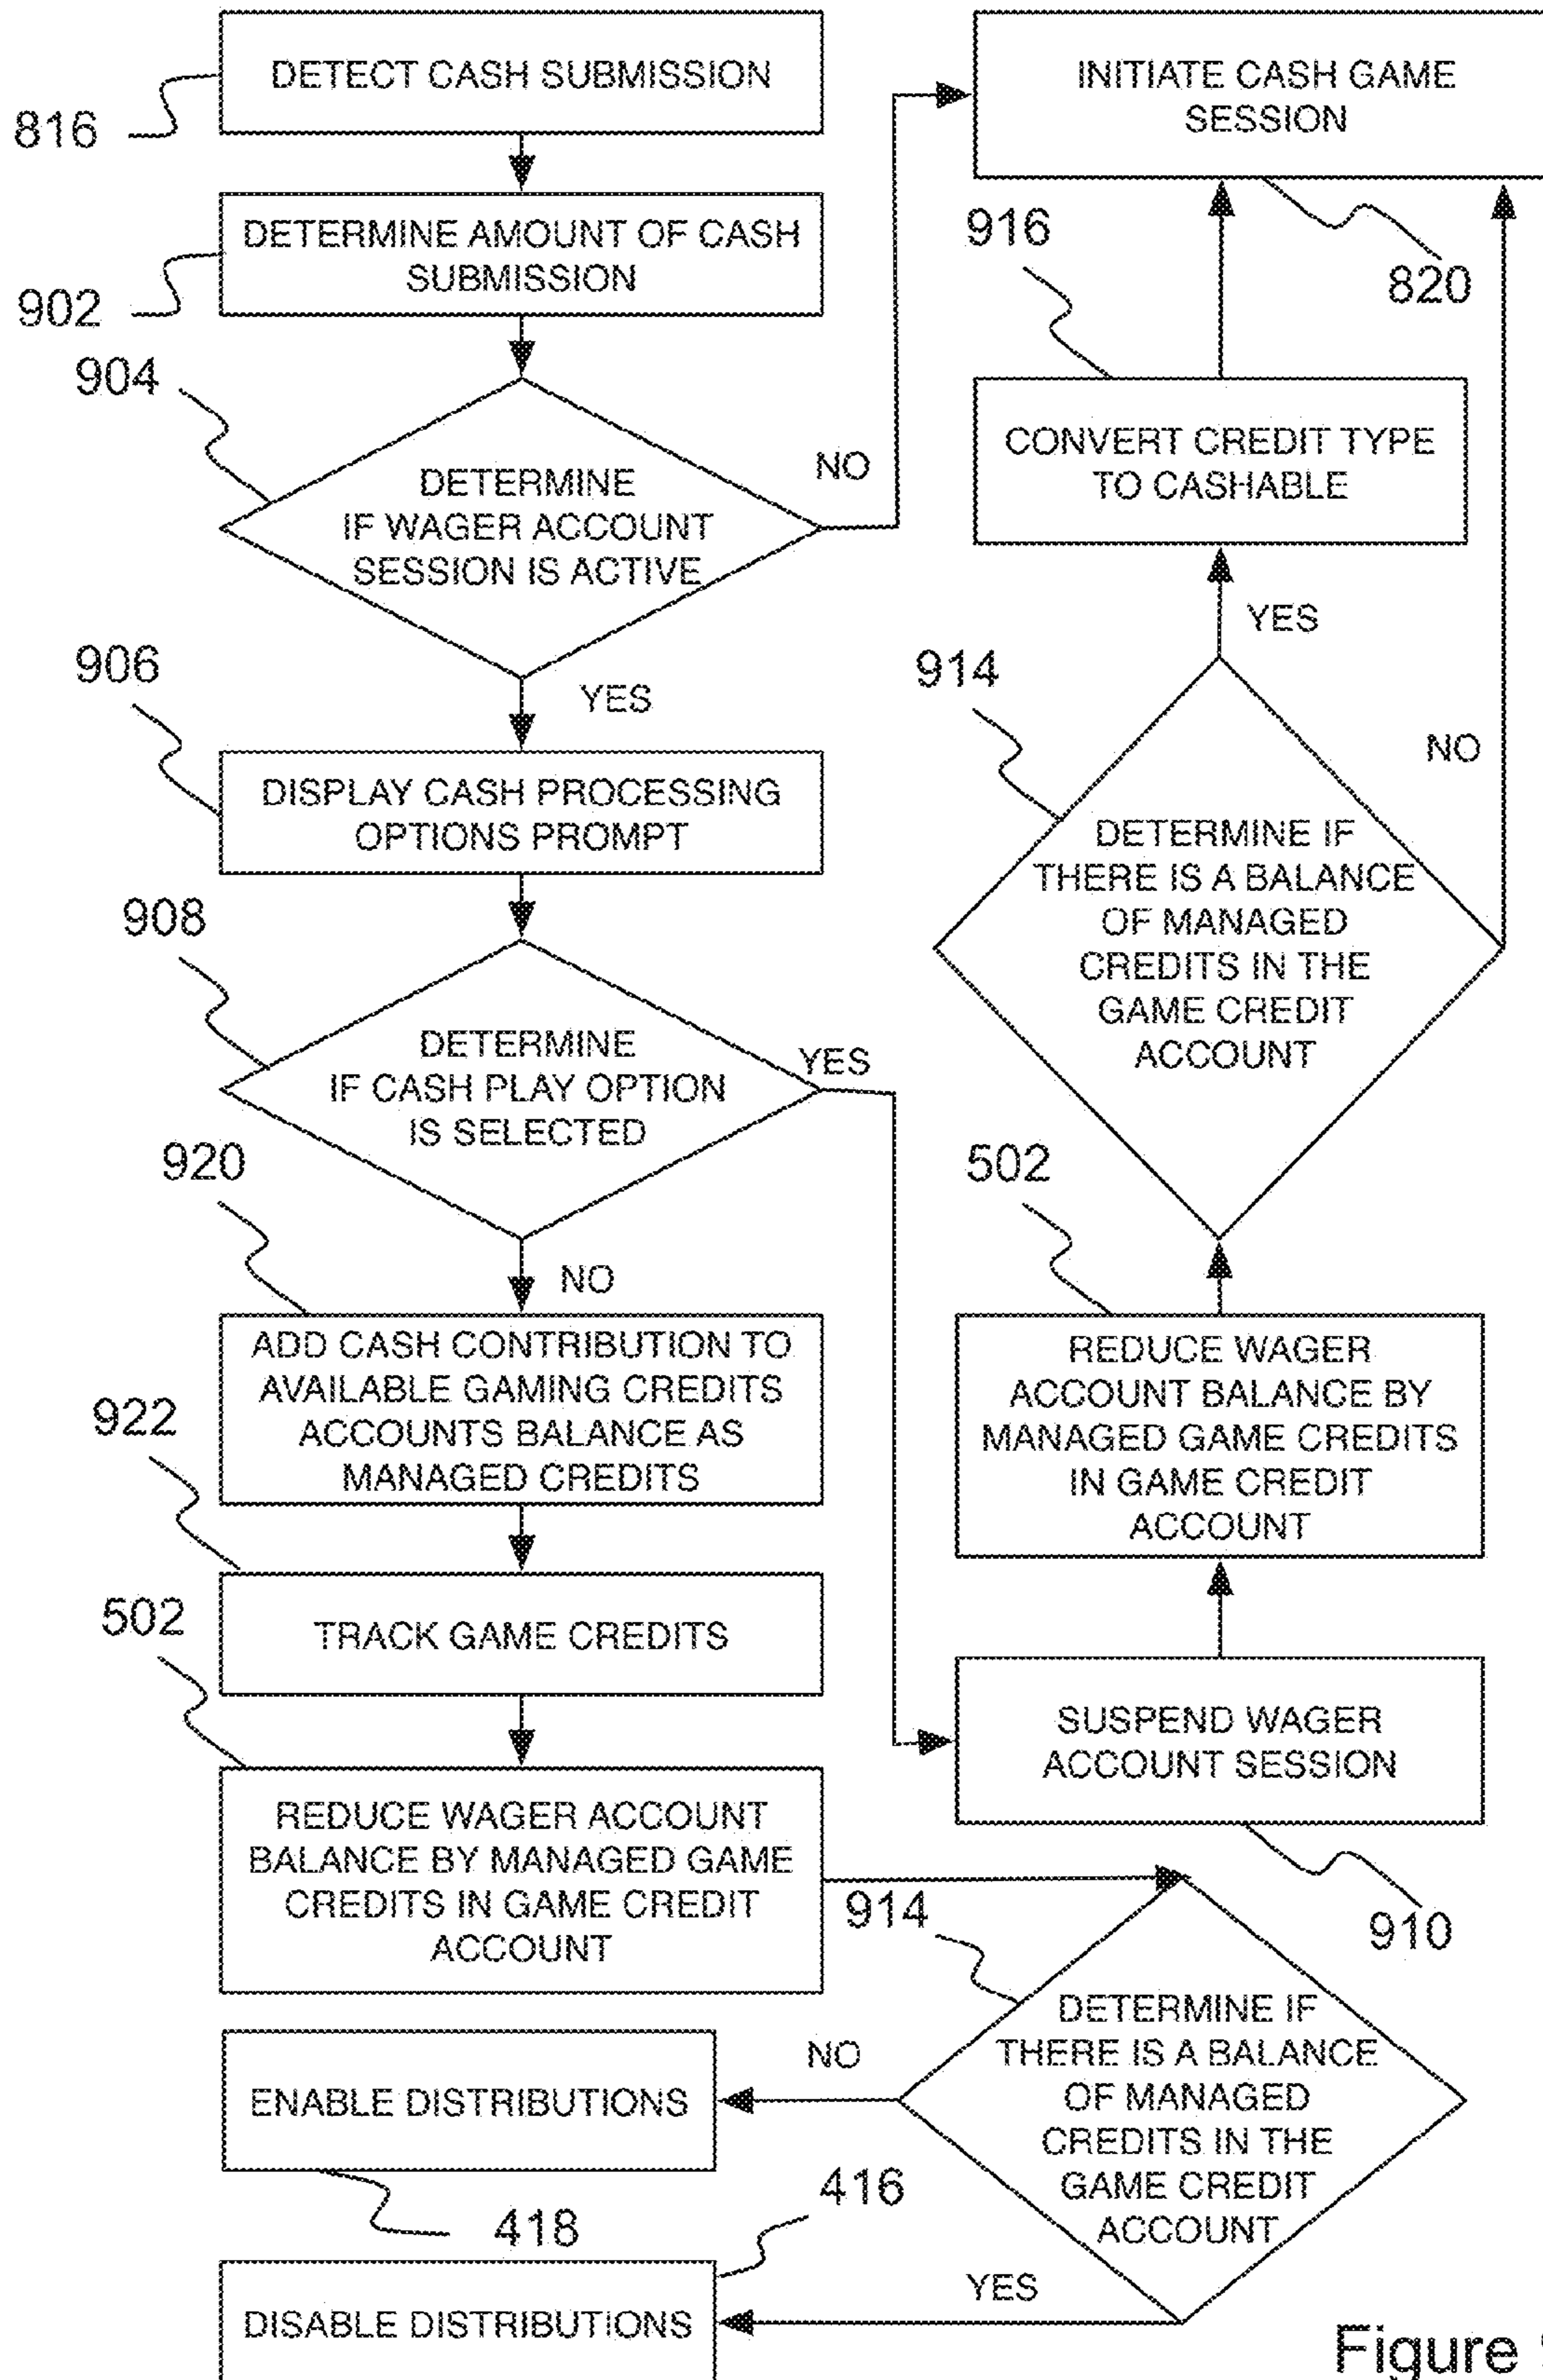 DETECT CASH SUBMISSION
816
DETERMINE AMOUNT OF CASH
SUBMISSION
902
904
DETERMINE
IF WAGER ACCOUNT
SESSION IS ACTIVE
NO
YES
906
DISPLAY CASH PROCESSING
OPTIONS PROMPT
908
DETERMINE
IF CASH PLAY OPTION
IS SELECTED
YES
NO
920
ADD CASH CONTRIBUTION TO
AVAILABLE GAMING CREDITS
ACCOUNTS BALANCE AS
MANAGED CREDITS
922
TRACK GAME CREDITS
502
REDUCE WAGER ACCOUNT
BALANCE BY MANAGED GAME
CREDITS IN GAME CREDIT
ACCOUNT
INITIATE CASH GAME
SESSION
820
916
CONVERT CREDIT TYPE
TO CASHABLE
YES
NO
914
DETERMINE IF
THERE IS A BALANCE
OF MANAGED
CREDITS IN THE
GAME CREDIT
ACCOUNT
502
REDUCE WAGER
ACCOUNT BALANCE BY
MANAGED GAME CREDITS
IN GAME CREDIT
ACCOUNT
SUSPEND WAGER
ACCOUNT SESSION
910
914
DETERMINE IF
THERE IS A BALANCE
OF MANAGED
CREDITS IN THE
GAME CREDIT
ACCOUNT
NO
ENABLE DISTRIBUTIONS
418
416
YES
DISABLE DISTRIBUTIONS
Figure